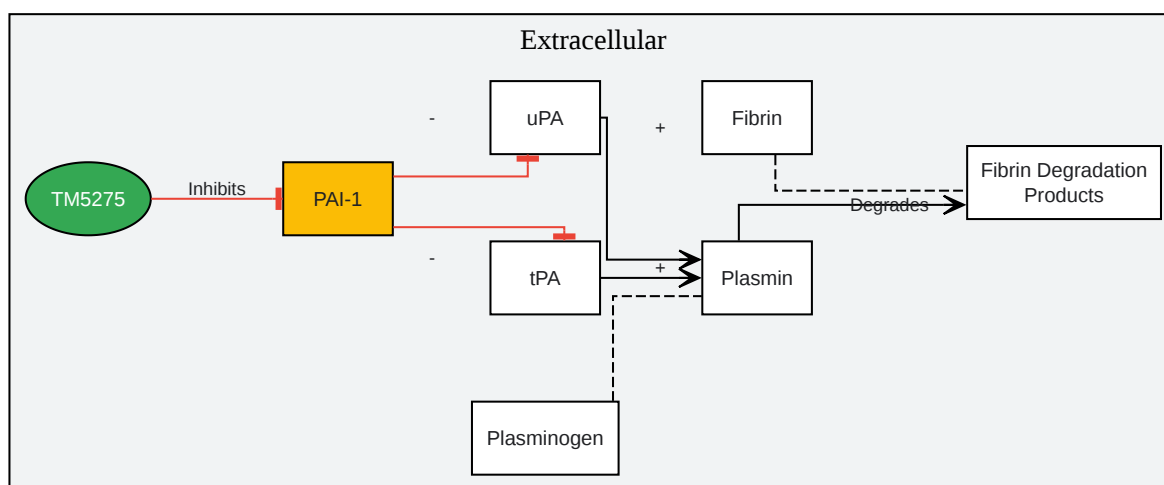 Extracellular
-
uPA
+
Fibrin
TM5275
Inhibits
PAI-1
Fibrin Degradation
Products
Degrades
-
tPA
+
Plasmin
Plasminogen